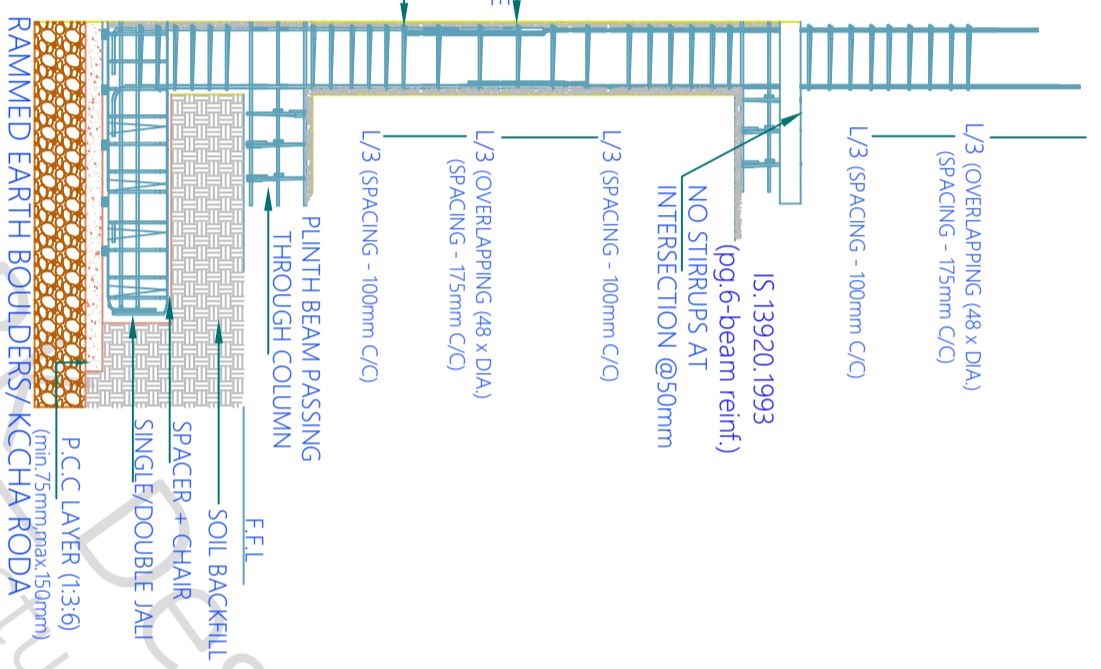 L/3 (OVERLAPPING (48 x DIA.)
(SPACING - 175mm C/C)
L/3 (SPACING - 100mm C/C)
IS.13920.1993
(pg.6-beam reinf.)
NO STIRRUPS AT
INTERSECTION @50mm
L/3 (SPACING - 100mm C/C)
L/3 (OVERLAPPING (48 x DIA.)
(SPACING - 175mm C/C)
L/3 (SPACING - 100mm C/C)
PLINTH BEAM PASSING
THROUGH COLUMN
F.F.L
SOIL BACKFILL
SPACER + CHAIR
SINGLE/DOUBLE JALI
P.C.C LAYER (1:3:6)
(min.75mm,max.150mm)
RAMMED EARTH BOULDERS/ KCCHA RODA